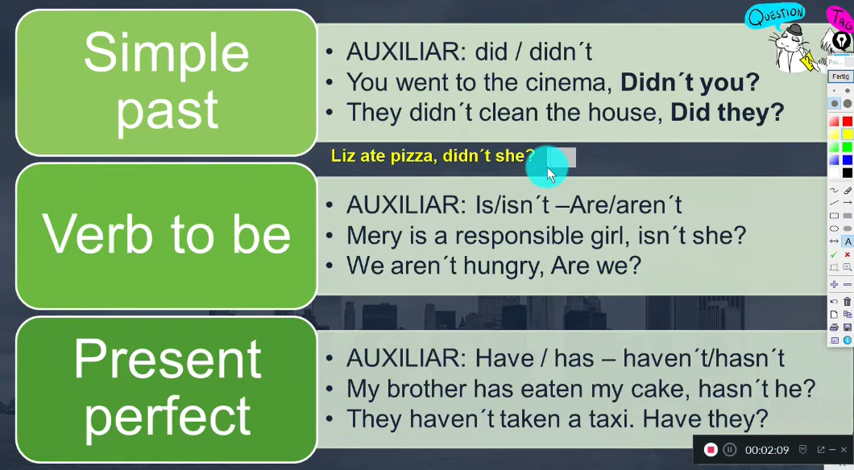 Simple
past
• AUXILIAR: did / didn´t
• You went to the cinema, Didn´t you?
• They didn´t clean the house, Did they?
QUESTION
TAG
Fertig
Liz ate pizza, didn´t she?
Verb to be
• AUXILIAR: Is/isn´t –Are/aren´t
• Mery is a responsible girl, isn´t she?
• We aren´t hungry, Are we?
Present
perfect
• AUXILIAR: Have / has – haven´t/hasn´t
• My brother has eaten my cake, hasn´t he?
• They haven´t taken a taxi. Have they?
00:02:09